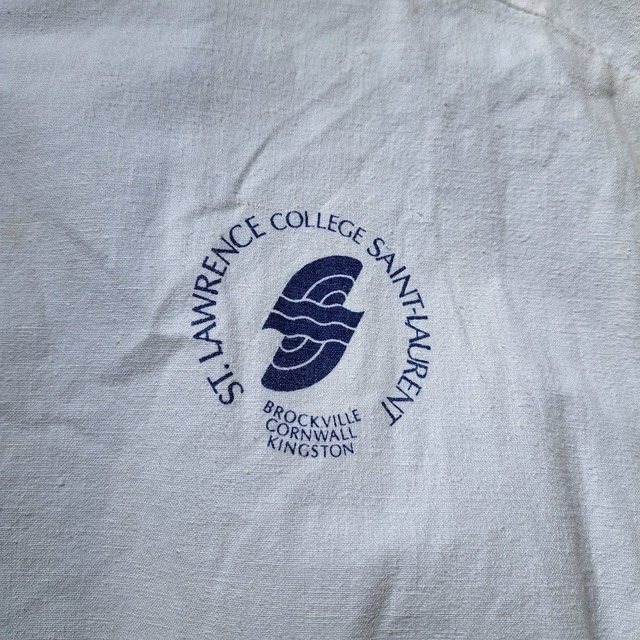 ST. LAWRENCE COLLEGE SAINT-LAURENT
BROCKVILLE
CORNWALL
KINGSTON